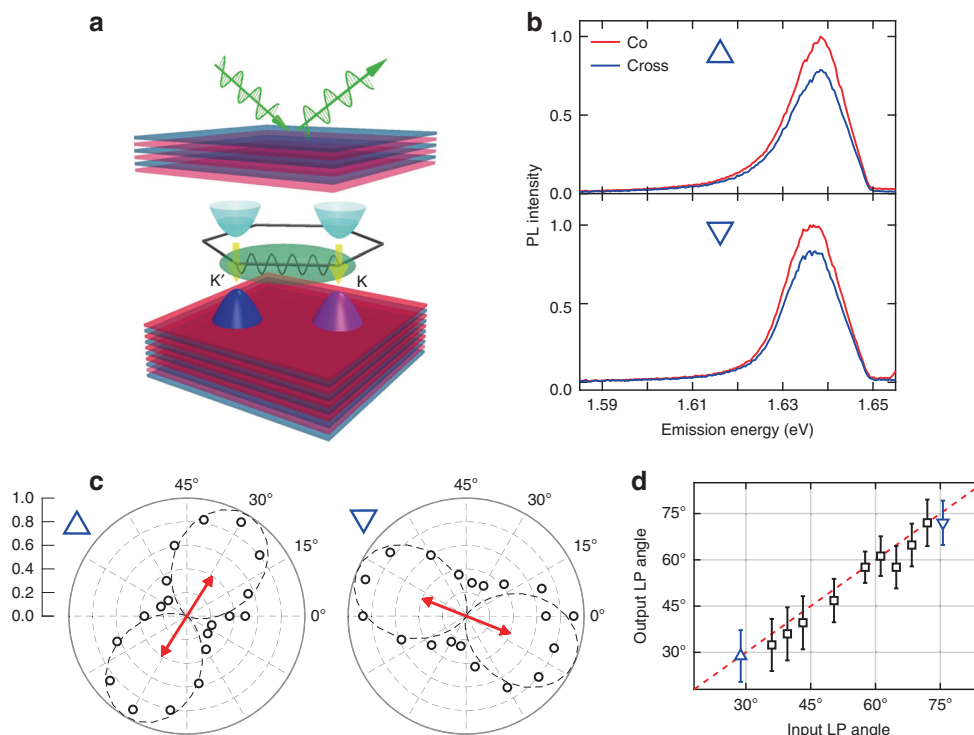 a
K′
K
b
Co
Cross
1.0
0.5
0.0
1.0
0.5
0.0
PL intensity
1.59
1.61
1.63
1.65
Emission energy (eV)
c
1.0
0.8
0.6
0.4
0.2
0.0
45°
30°
15°
0°
45°
30°
15°
0°
d
75°
60°
45°
30°
Output LP angle
30°
45°
60°
75°
Input LP angle